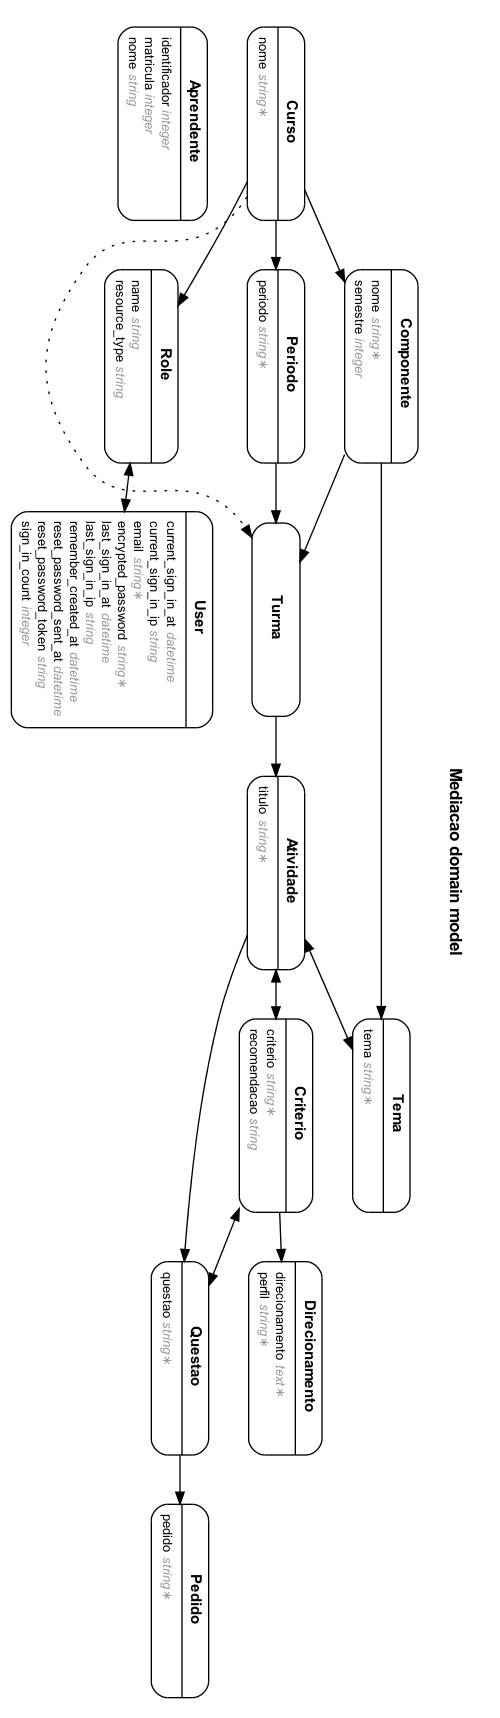 Mediacao domain model
Curso
nome string∗
Aprendente
identificador integer
matricula integer
nome string
Componente
nome string∗
semestre integer
Periodo
periodo string∗
Role
name string
resource_type string
Turma
User
current_sign_in_at datetime
current_sign_in_ip string
email string∗
encrypted_password string∗
last_sign_in_at datetime
last_sign_in_ip string
remember_created_at datetime
reset_password_sent_at datetime
reset_password_token string
sign_in_count integer
Atividade
titulo string∗
Tema
tema string∗
Criterio
criterio string∗
recomendacao string
Direcionamento
direcionamento text∗
perfil string∗
Questao
questao string∗
Pedido
pedido string∗